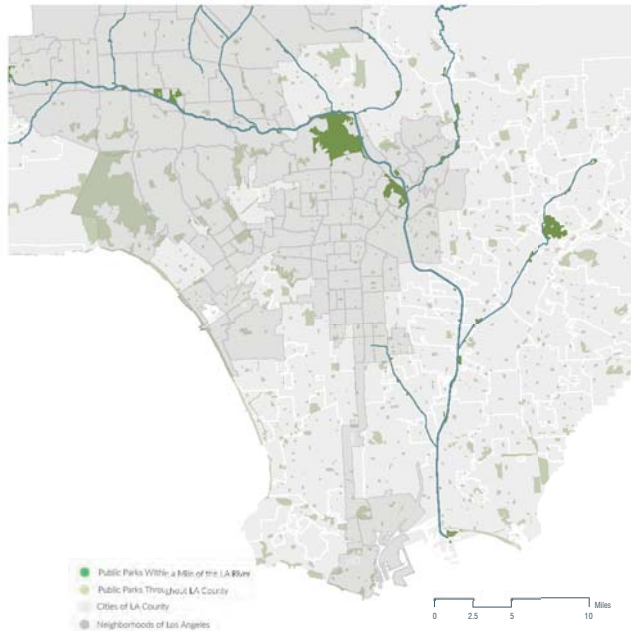 Public Parks Within a Mile of the LA River
Public Parks Throughout LA County
Cities of LA County
Neighborhoods of Los Angeles
Miles
0 2.5 5 10